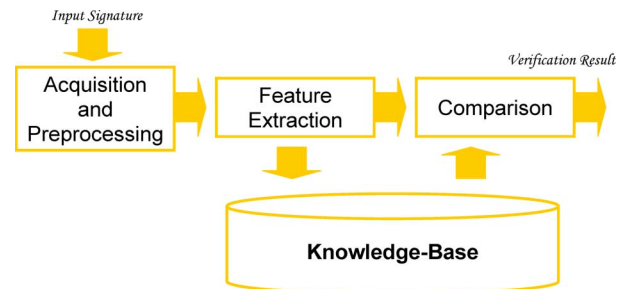 Input Signature
Verification Result
Acquisition
and
Preprocessing
Feature
Extraction
Comparison
Knowledge-Base